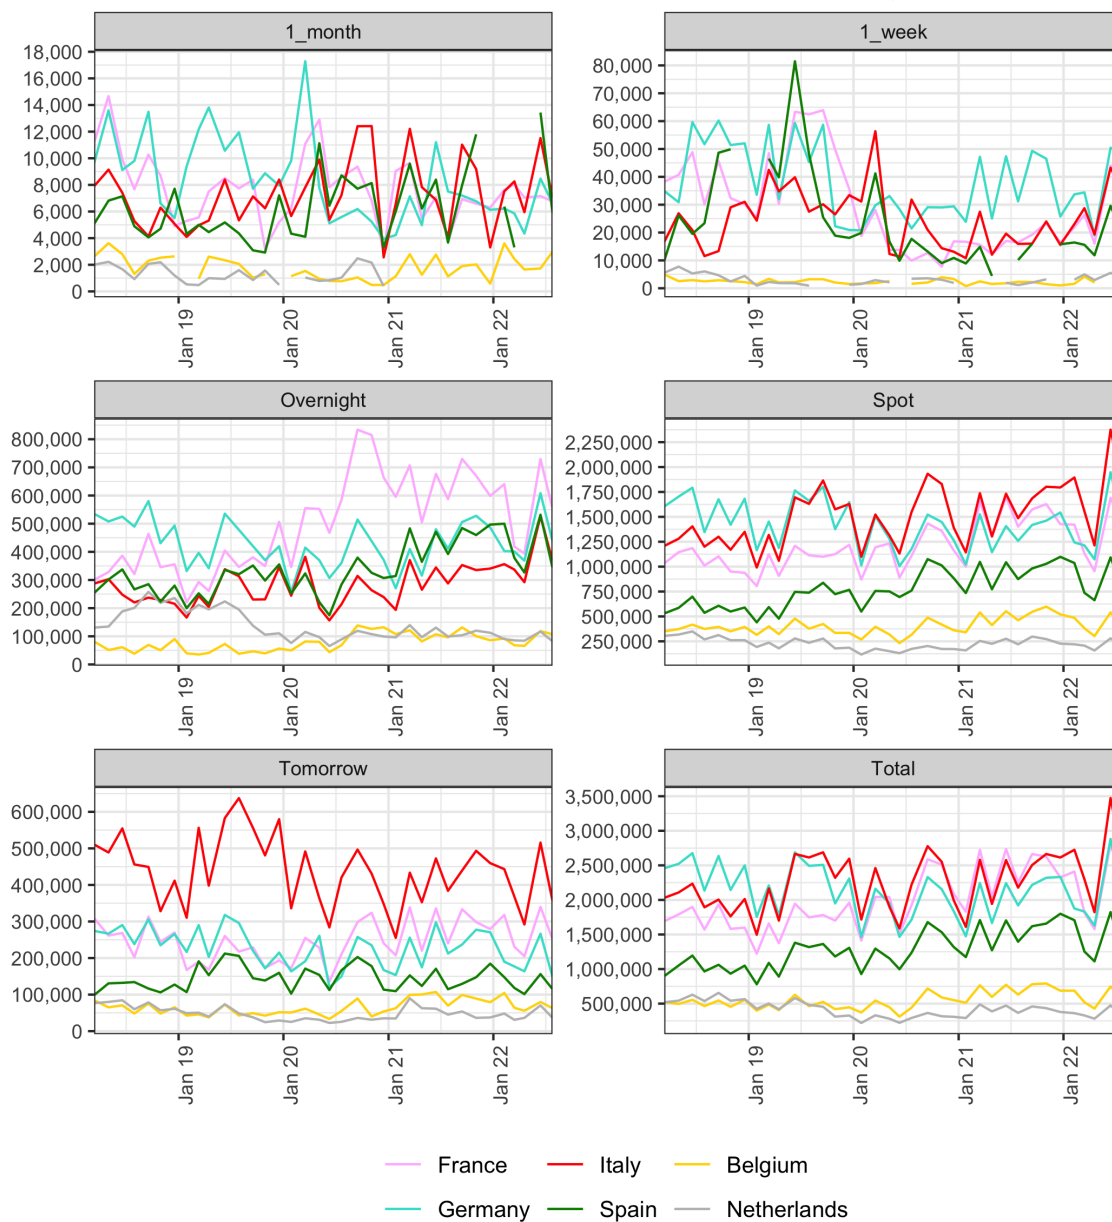 1_month
18,000
16,000
14,000
12,000
10,000
8,000
6,000
4,000
2,000
0
Jan 19
Jan 20
Jan 21
Jan 22
1_week
80,000
70,000
60,000
50,000
40,000
30,000
20,000
10,000
0
Jan 19
Jan 20
Jan 21
Jan 22
Overnight
800,000
700,000
600,000
500,000
400,000
300,000
200,000
100,000
0
Jan 19
Jan 20
Jan 21
Jan 22
Spot
2,250,000
2,000,000
1,750,000
1,500,000
1,250,000
1,000,000
750,000
500,000
250,000
Jan 19
Jan 20
Jan 21
Jan 22
Tomorrow
600,000
500,000
400,000
300,000
200,000
100,000
0
Jan 19
Jan 20
Jan 21
Jan 22
Total
3,500,000
3,000,000
2,500,000
2,000,000
1,500,000
1,000,000
500,000
Jan 19
Jan 20
Jan 21
Jan 22
France Italy Belgium
Germany Spain Netherlands